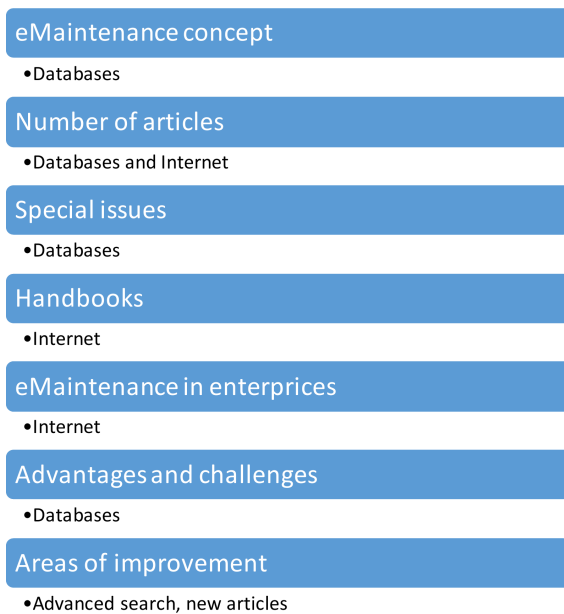 eMaintenance concept
•Databases
Number of articles
•Databases and Internet
Special issues
•Databases
Handbooks
•Internet
eMaintenance in enterprices
•Internet
Advantages and challenges
•Databases
Areas of improvement
•Advanced search, new articles